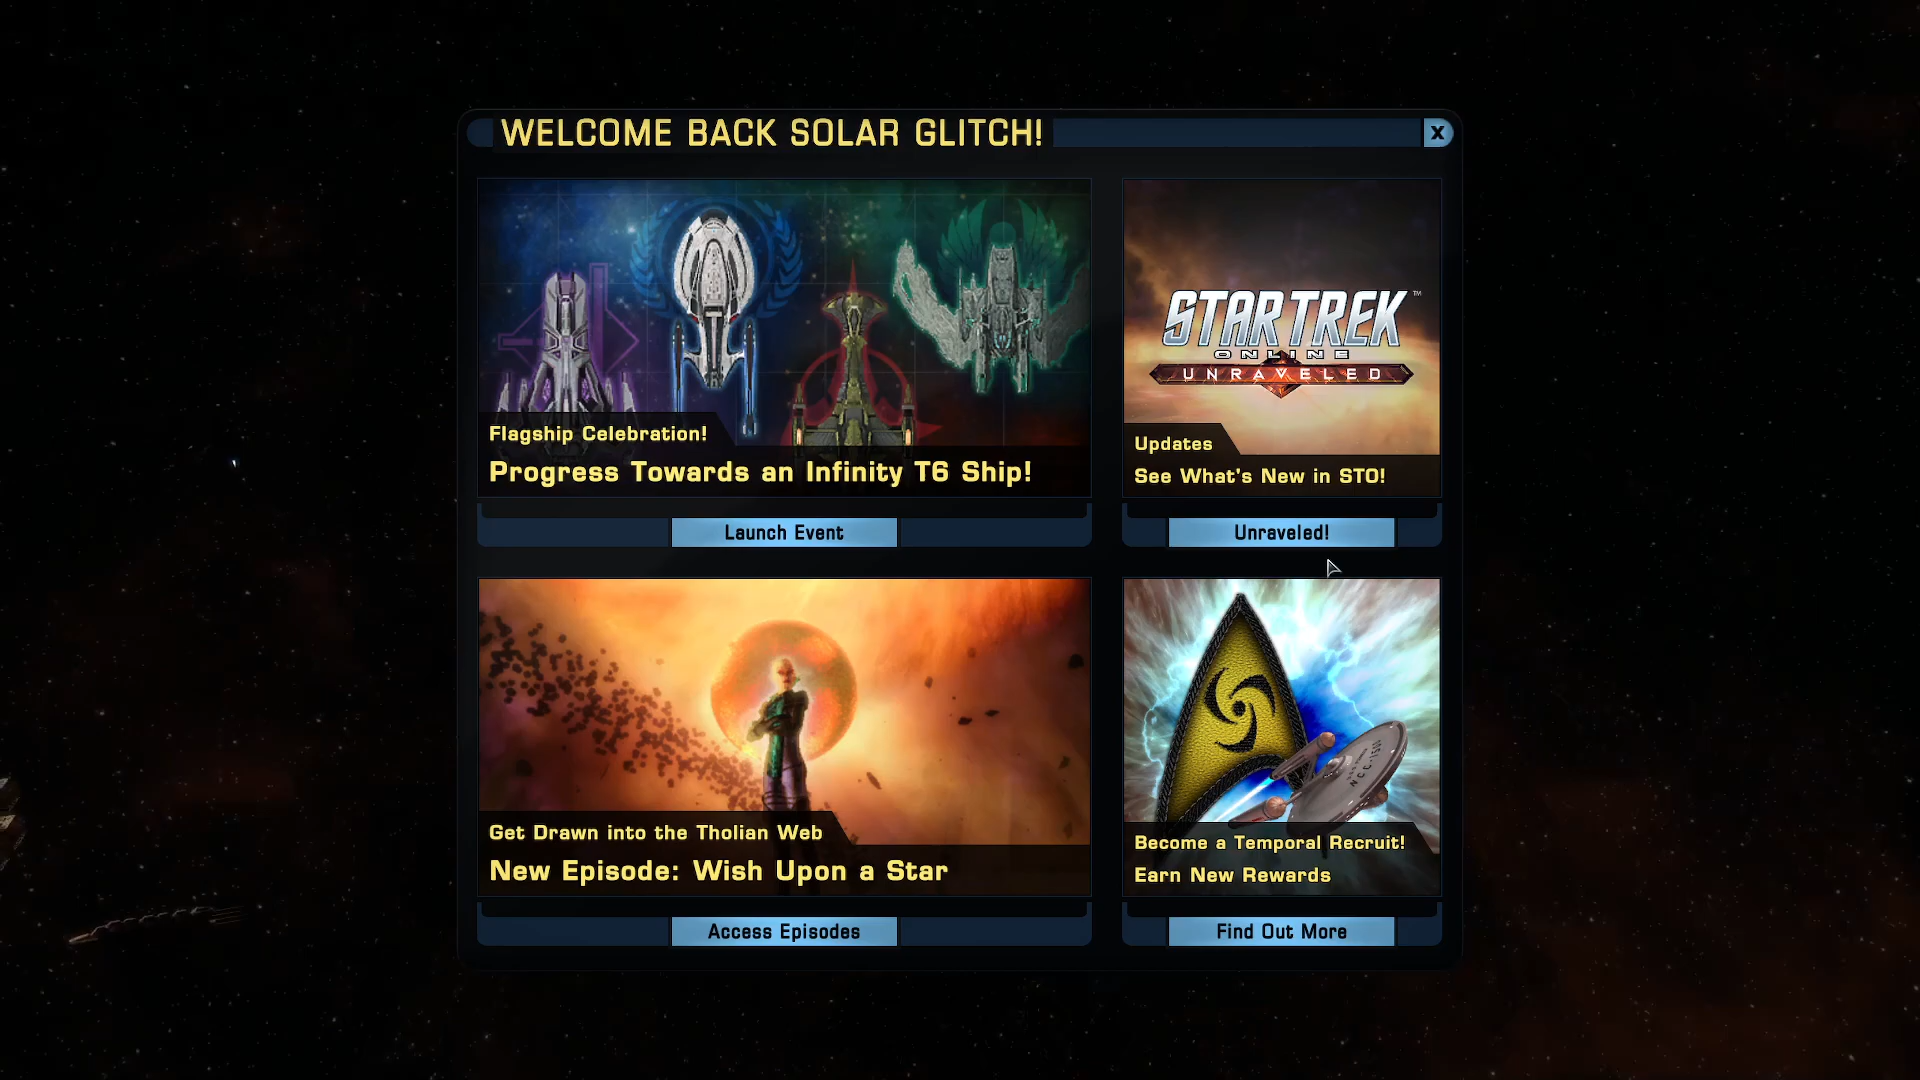 WELCOME BACK SOLAR GLITCH!
X
Flagship Celebration!
Progress Towards an Infinity T6 Ship!
Launch Event
STAR TREK™
ONLINE
UNRAVELED
Updates
See What's New in STO!
Unraveled!
Get Drawn into the Tholian Web
New Episode: Wish Upon a Star
Access Episodes
Become a Temporal Recruit!
Earn New Rewards
Find Out More